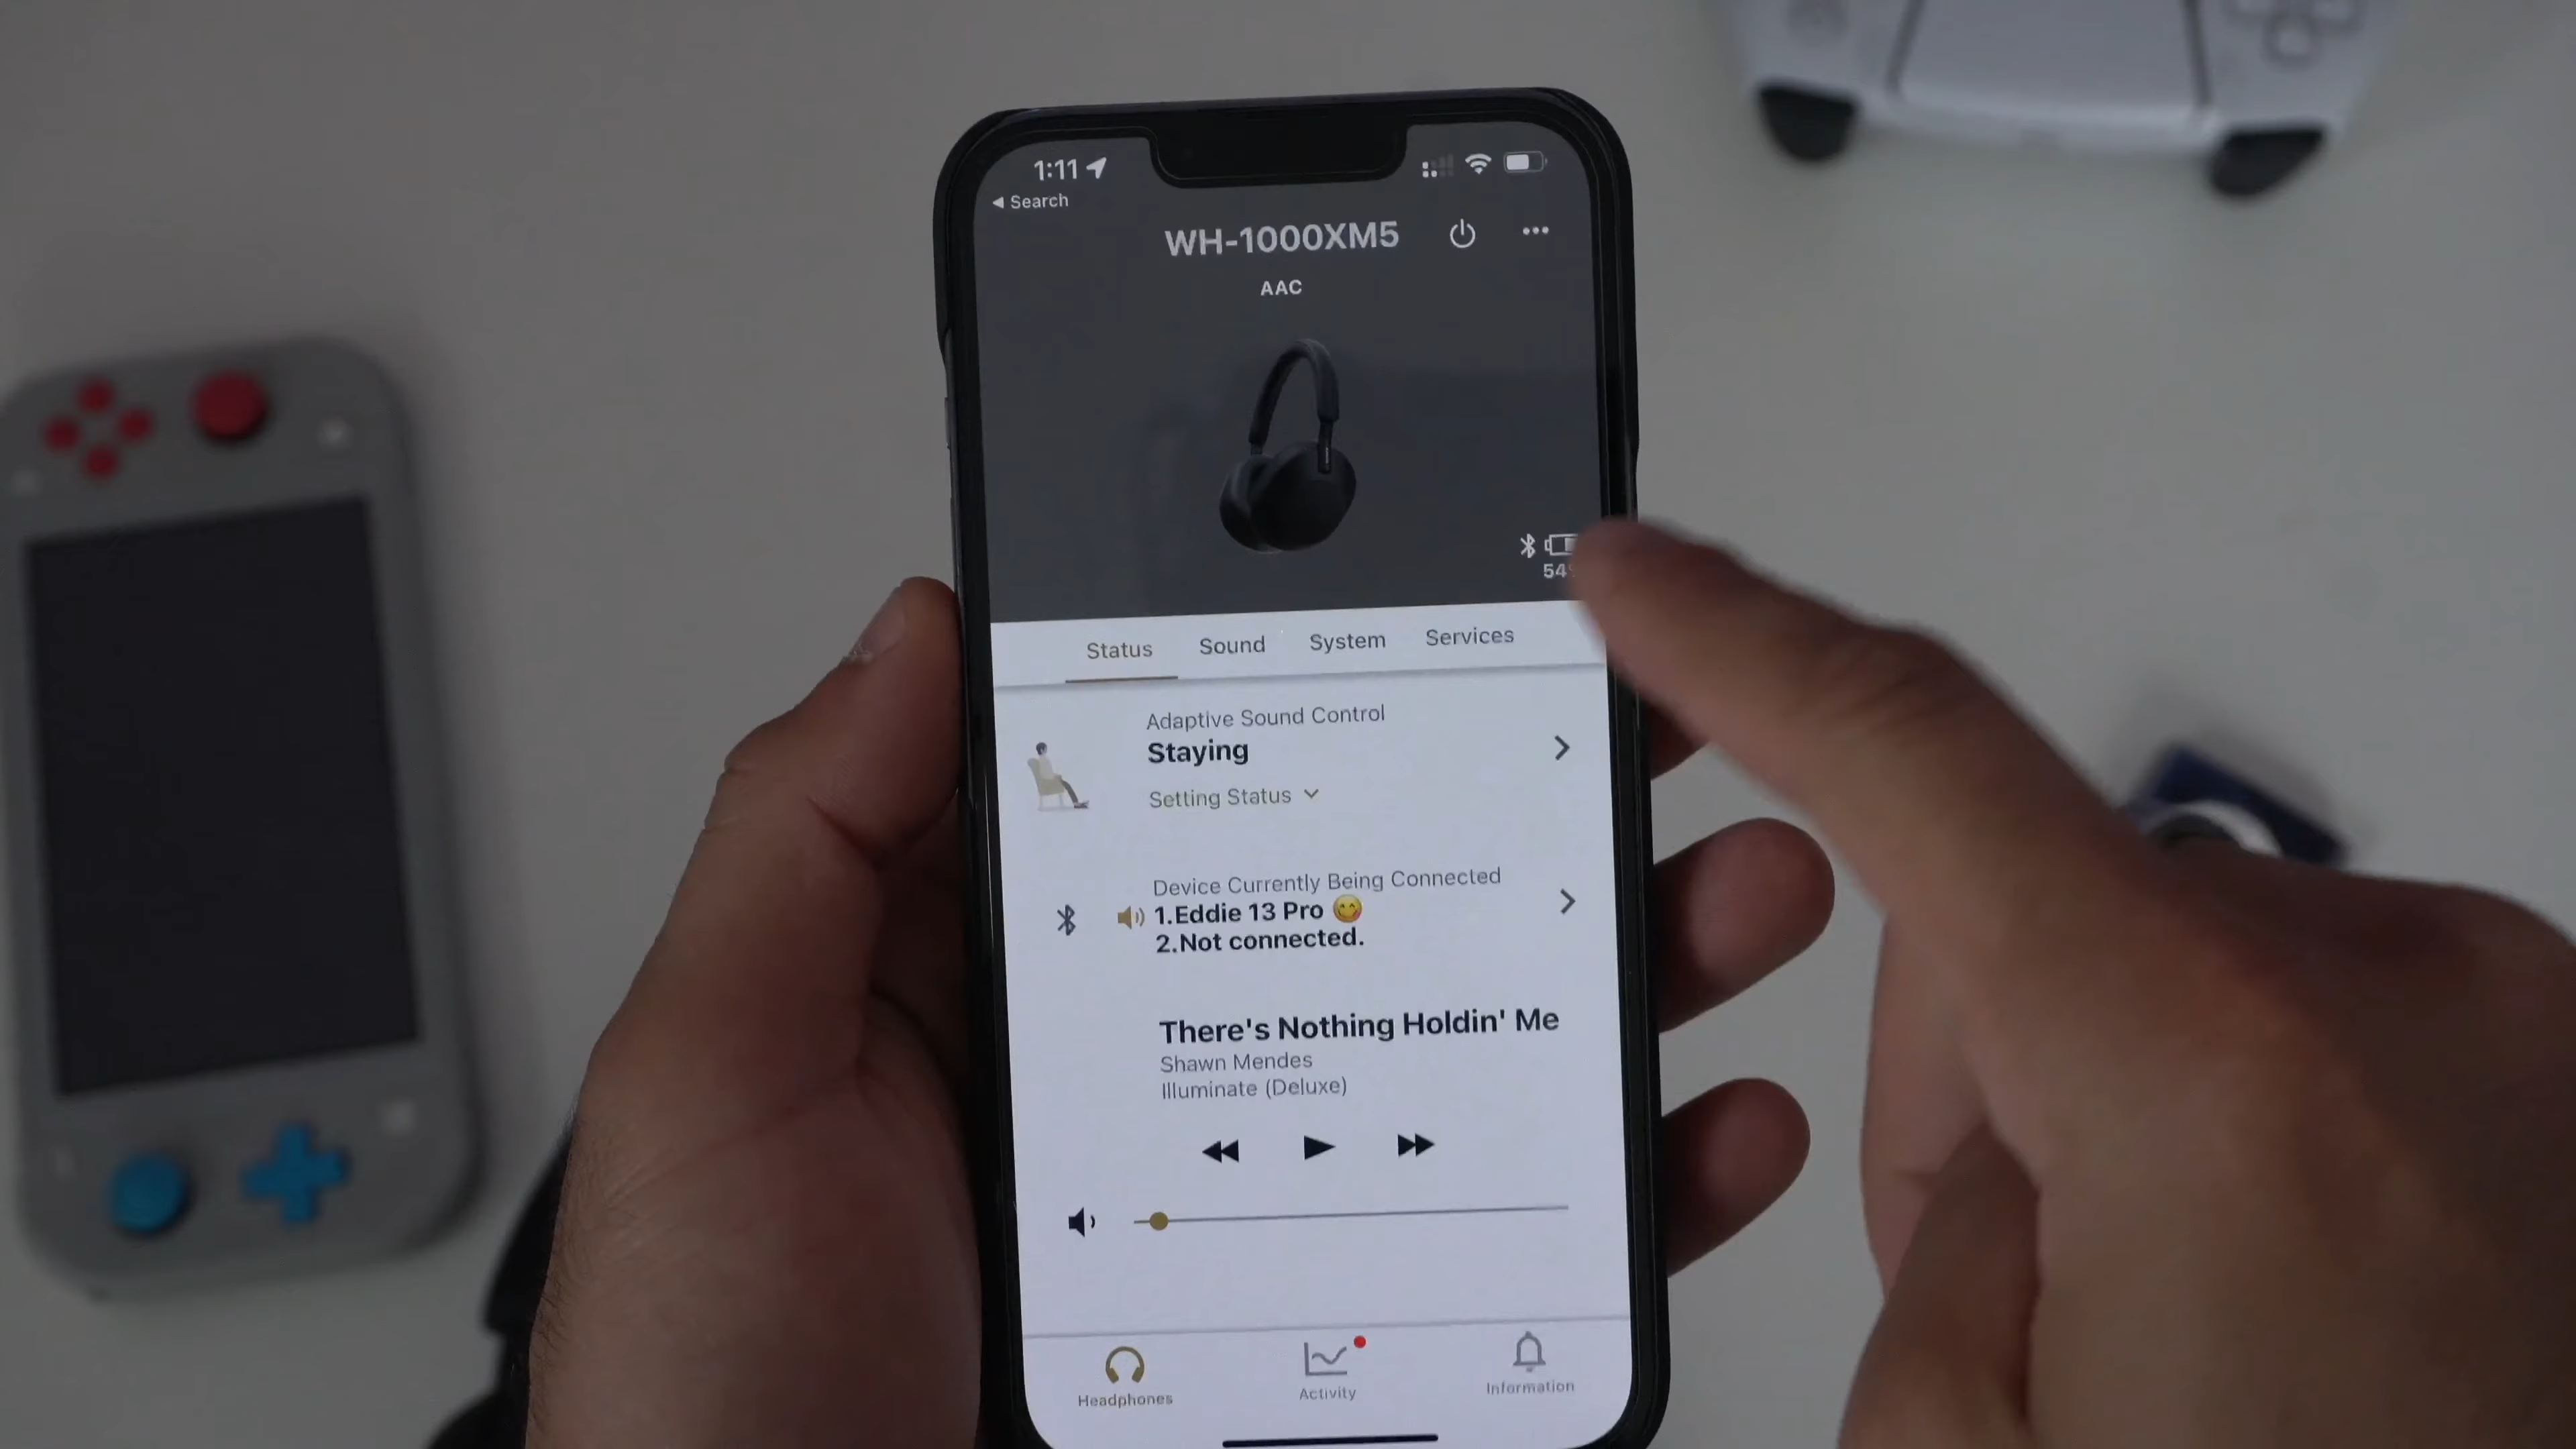 1:11
Search
WH-1000XM5
AAC
Status Sound System Services
Adaptive Sound Control
Staying
Setting Status
Device Currently Being Connected
1.Eddie 13 Pro 😋
2.Not connected.
There's Nothing Holdin' Me
Shawn Mendes
Illuminate (Deluxe)
Headphones Activity Information